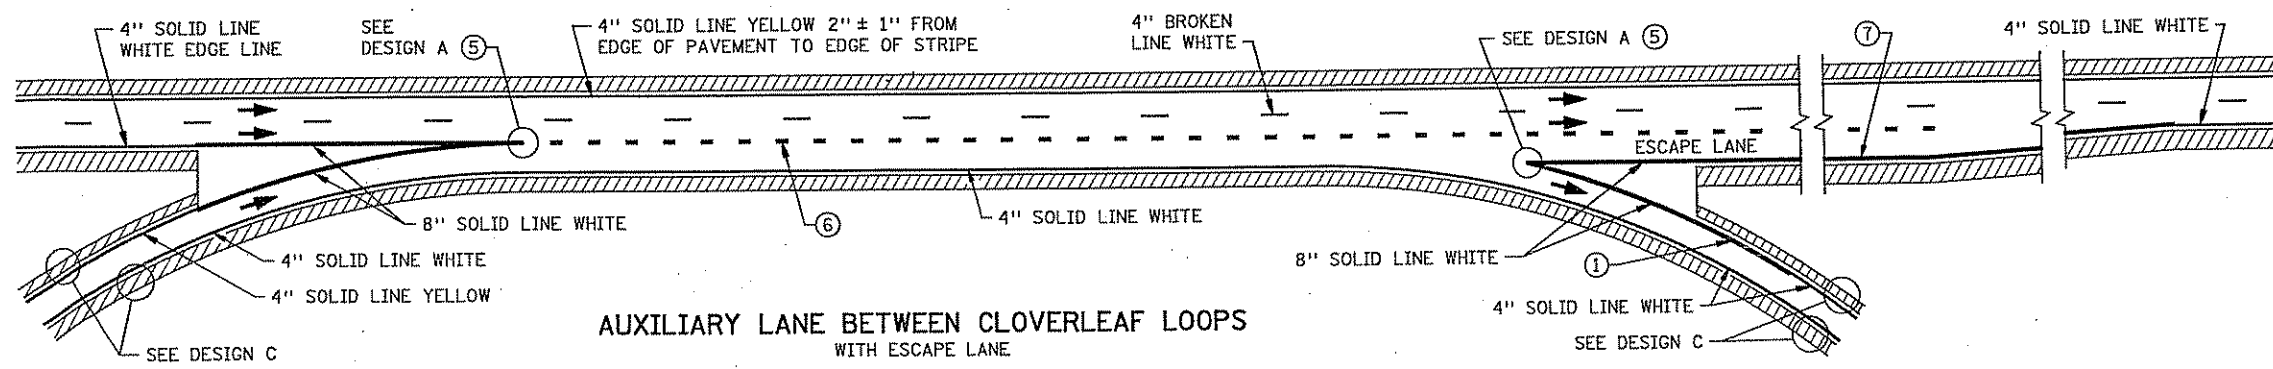 4" SOLID LINE
WHITE EDGE LINE
SEE
DESIGN A 5
4" SOLID LINE YELLOW 2" ± 1" FROM
EDGE OF PAVEMENT TO EDGE OF STRIPE
4" BROKEN
LINE WHITE
SEE DESIGN A 5
7
4" SOLID LINE WHITE
ESCAPE LANE
8" SOLID LINE WHITE
6
4" SOLID LINE WHITE
4" SOLID LINE WHITE
4" SOLID LINE YELLOW
8" SOLID LINE WHITE
1
4" SOLID LINE WHITE
SEE DESIGN C
SEE DESIGN C
AUXILIARY LANE BETWEEN CLOVERLEAF LOOPS
WITH ESCAPE LANE